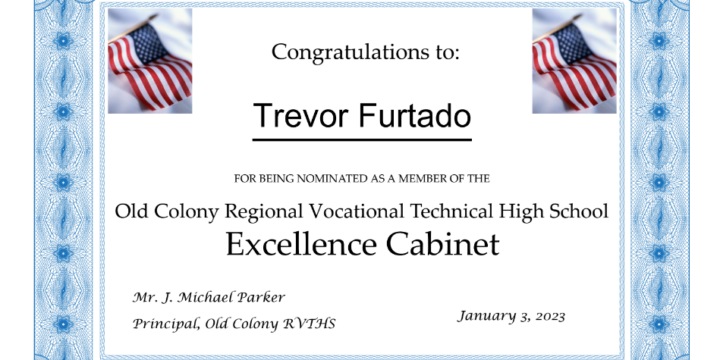 Congratulations to:
Trevor Furtado
FOR BEING NOMINATED AS A MEMBER OF THE
Old Colony Regional Vocational Technical High School
Excellence Cabinet
Mr. J. Michael Parker
Principal, Old Colony RVTHS
January 3, 2023